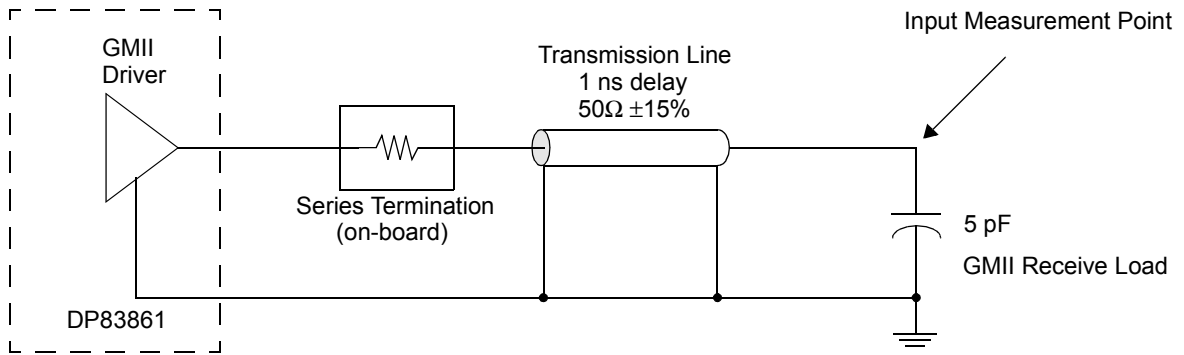 Input Measurement Point
GMII
Driver
Transmission Line
1 ns delay
50Ω ±15%
Series Termination
(on-board)
5 pF
GMII Receive Load
DP83861